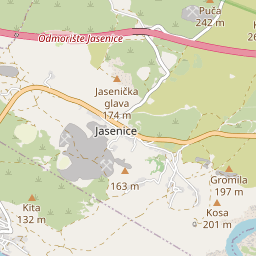 Puča
242 m
Odmorište Jasenice
Jasenička
glava
174 m
Jasenice
163 m
Gromila
197 m
Kosa
201 m
Kita
132 m